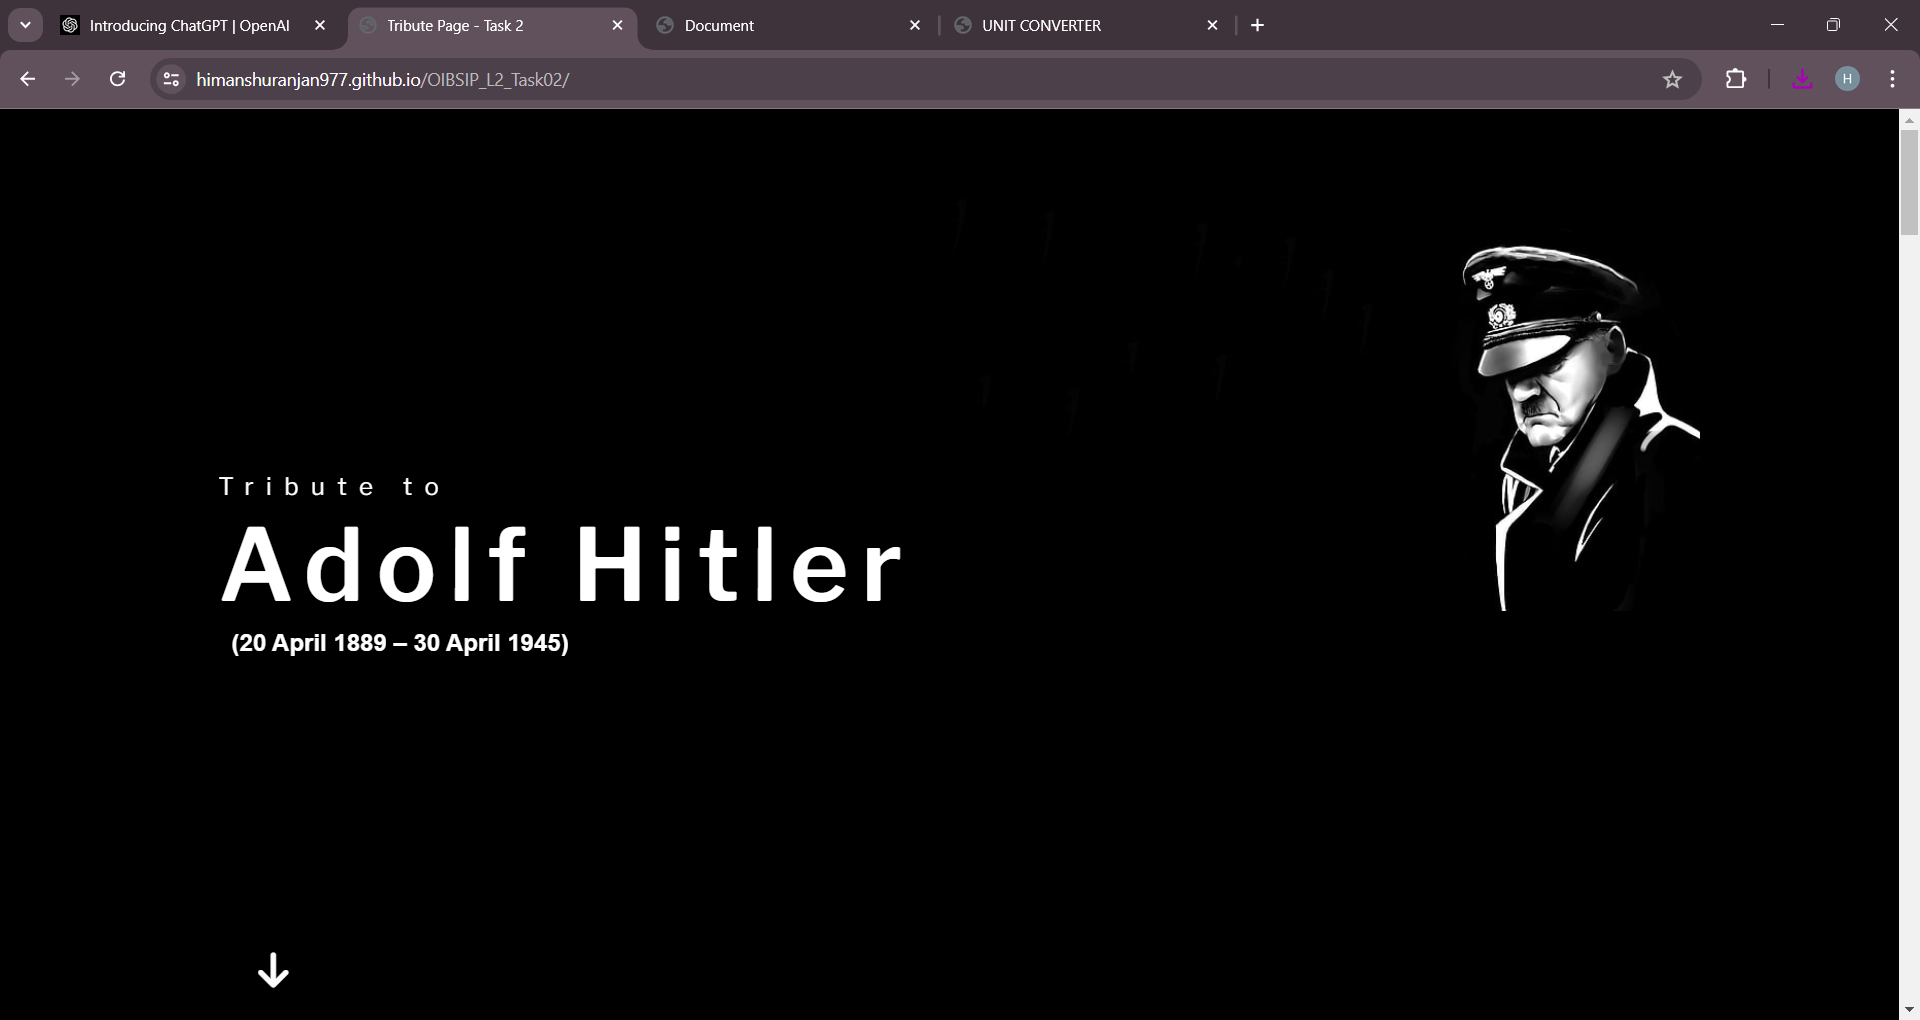 Introducing ChatGPT | OpenAI
Tribute Page - Task 2
Document
UNIT CONVERTER
himanshuranjan977.github.io/OIBSIP_L2_Task02/
H
Tribute to
Adolf Hitler
(20 April 1889 – 30 April 1945)